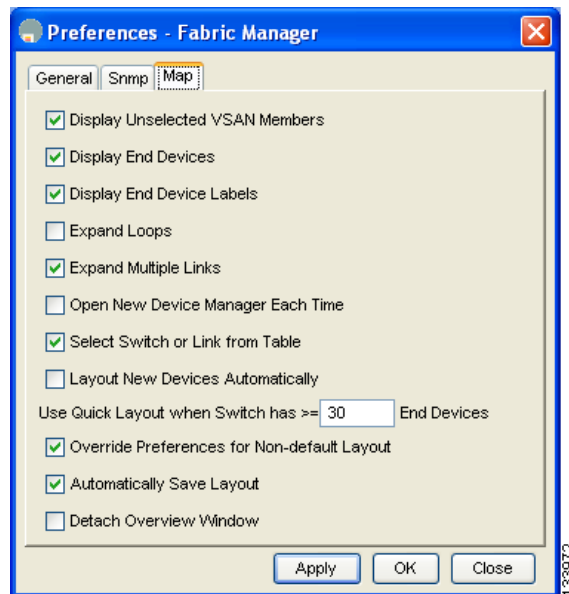 Preferences - Fabric Manager
General Snmp Map
Display Unselected VSAN Members
Display End Devices
Display End Device Labels
Expand Loops
Expand Multiple Links
Open New Device Manager Each Time
Select Switch or Link from Table
Layout New Devices Automatically
Use Quick Layout when Switch has >= 30 End Devices
Override Preferences for Non-default Layout
Automatically Save Layout
Detach Overview Window
Apply OK Close
133972